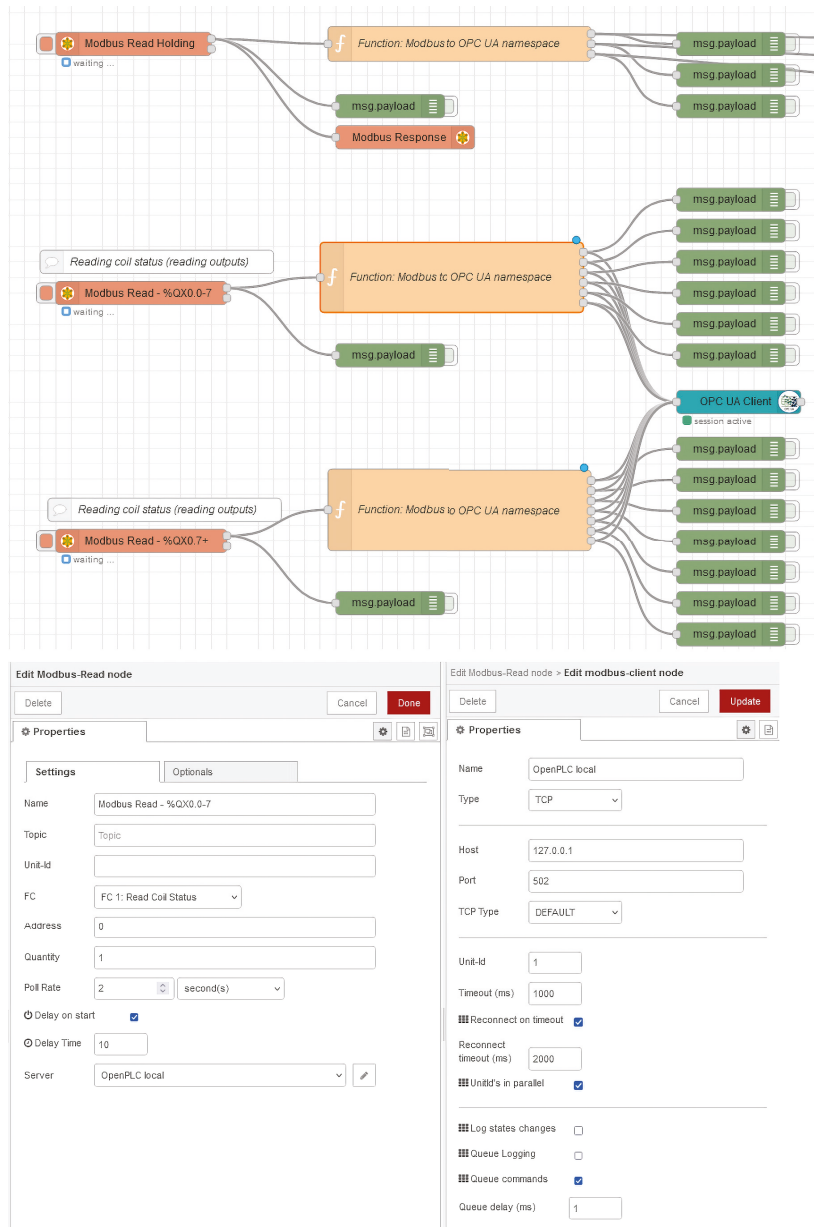 Modbus Read Holding
waiting ...
Function: Modbus to OPC UA namespace
msg.payload
msg.payload
msg.payload
msg.payload
Modbus Response
msg.payload
msg.payload
Reading coil status (reading outputs)
msg.payload
Function: Modbus to OPC UA namespace
Modbus Read - %QX0.0-7
waiting ...
msg.payload
msg.payload
msg.payload
msg.payload
OPC UA Client
session active
msg.payload
msg.payload
Reading coil status (reading outputs)
Function: Modbus to OPC UA namespace
msg.payload
Modbus Read - %QX0.7+
waiting ...
msg.payload
msg.payload
msg.payload
msg.payload
msg.payload
Edit Modbus-Read node
Delete
Cancel
Done
Properties
Settings
Optionals
Name
Modbus Read - %QX0.0-7
Topic
Topic
Unit-Id
FC
FC 1: Read Coil Status
Address
0
Quantity
1
Poll Rate
2
second(s)
Delay on start
Delay Time
10
Server
OpenPLC local
Edit Modbus-Read node > Edit modbus-client node
Delete
Cancel
Update
Properties
Name
OpenPLC local
Type
TCP
Host
127.0.0.1
Port
502
TCP Type
DEFAULT
Unit-Id
1
Timeout (ms)
1000
Reconnect on timeout
Reconnect
timeout (ms)
2000
UnitId's in parallel
Log states changes
Queue Logging
Queue commands
Queue delay (ms)
1